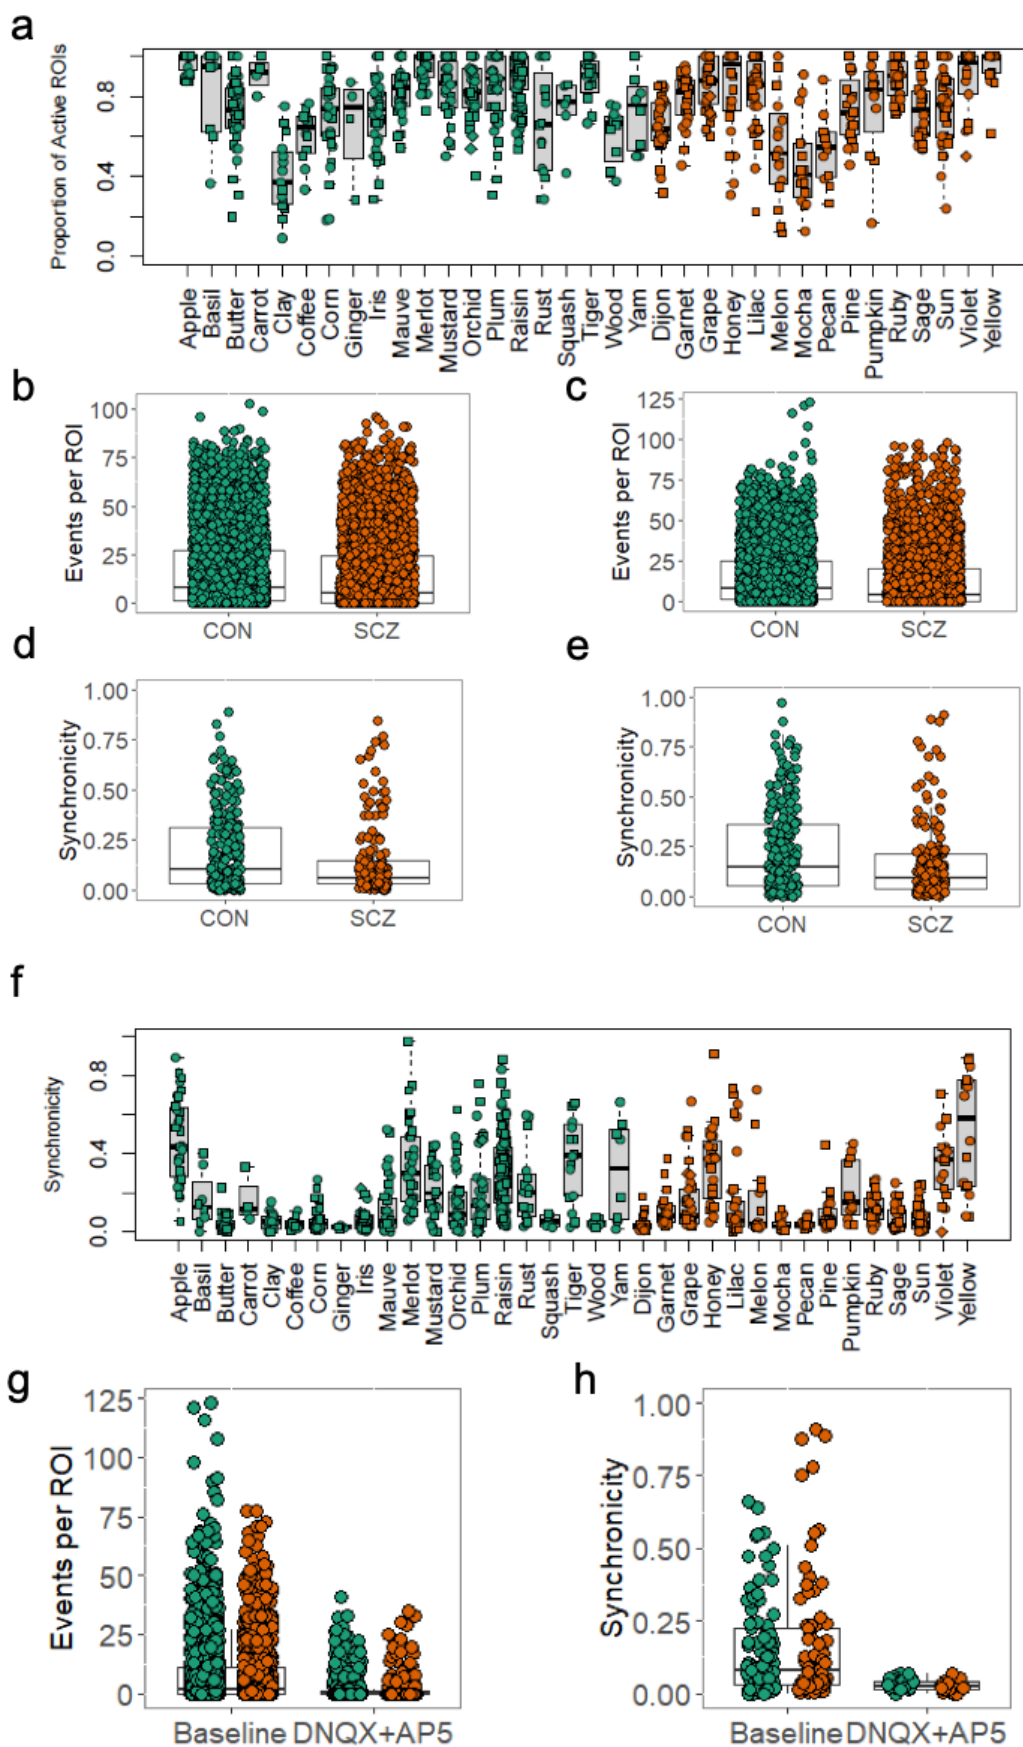 a
Proportion of Active ROIs
0.8
0.4
0.0
Apple
Basil
Butter
Carrot
Clay
Coffee
Corn
Ginger
Iris
Mauve
Merlot
Mustard
Orchid
Plum
Raisin
Rust
Squash
Tiger
Wood
Yam
Dijon
Garnet
Grape
Honey
Lilac
Melon
Mocha
Pecan
Pine
Pumpkin
Ruby
Sage
Sun
Violet
Yellow
b
Events per ROI
100
75
50
25
0
CON SCZ
c
Events per ROI
125
100
75
50
25
0
CON SCZ
d
Synchronicity
1.00
0.75
0.50
0.25
0.00
CON SCZ
e
Synchronicity
1.00
0.75
0.50
0.25
0.00
CON SCZ
f
Synchronicity
0.8
0.4
0.0
Apple
Basil
Butter
Carrot
Clay
Coffee
Corn
Ginger
Iris
Mauve
Merlot
Mustard
Orchid
Plum
Raisin
Rust
Squash
Tiger
Wood
Yam
Dijon
Garnet
Grape
Honey
Lilac
Melon
Mocha
Pecan
Pine
Pumpkin
Ruby
Sage
Sun
Violet
Yellow
g
Events per ROI
125
100
75
50
25
0
Baseline DNQX+AP5
h
Synchronicity
1.00
0.75
0.50
0.25
0.00
Baseline DNQX+AP5